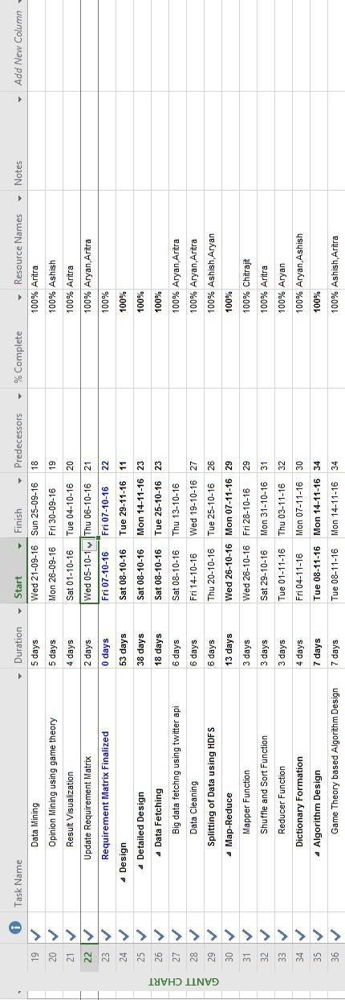 Task Name Duration Start Finish Predecessors % Complete Resource Names Notes Add New Column
19 Data Mining 5 days Wed 21-09-16 Sun 25-09-16 18 100% Aritra
20 Opinion Mining using game theory 5 days Mon 26-09-16 Fri 30-09-16 19 100% Ashish
21 Result Visualization 4 days Sat 01-10-16 Tue 04-10-16 20 100% Aritra
22 Update Requirement Matrix 2 days Wed 05-10-1 Thu 06-10-16 21 100% Aryan,Aritra
23 Requirement Matrix Finalized 0 days Fri 07-10-16 Fri 07-10-16 22 100%
24 Design 53 days Sat 08-10-16 Tue 29-11-16 11 100%
25 Detailed Design 38 days Sat 08-10-16 Mon 14-11-16 23 100%
26 Data Fetching 18 days Sat 08-10-16 Tue 25-10-16 23 100%
27 Big data fetchng using twitter api 6 days Sat 08-10-16 Thu 13-10-16 100% Aryan,Aritra
28 Data Cleaning 6 days Fri 14-10-16 Wed 19-10-16 27 100% Aryan,Aritra
29 Splitting of Data using HDFS 6 days Thu 20-10-16 Tue 25-10-16 26 100% Ashish,Aryan
30 Map-Reduce 13 days Wed 26-10-16 Mon 07-11-16 29 100%
31 Mapper Function 3 days Wed 26-10-16 Fri 28-10-16 29 100% Chitrajit
32 Shuffle and Sort Function 3 days Sat 29-10-16 Mon 31-10-16 31 100% Aritra
33 Reducer Function 3 days Tue 01-11-16 Thu 03-11-16 32 100% Aryan
34 Dictionary Formation 4 days Fri 04-11-16 Mon 07-11-16 30 100% Aryan,Ashish
35 Algorithm Design 7 days Tue 08-11-16 Mon 14-11-16 34 100%
36 Game Theory based Algorithm Design 7 days Tue 08-11-16 Mon 14-11-16 34 100% Ashish,Aritra
GANTT CHART